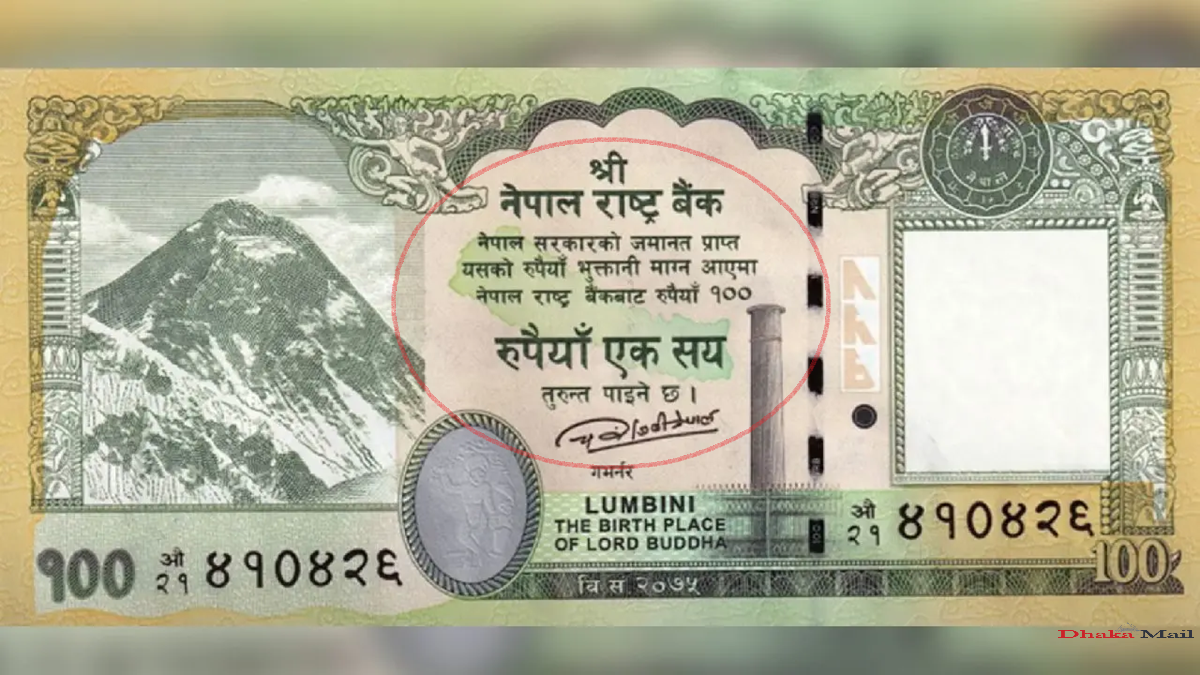 श्री
नेपाल राष्ट्र बैंक
नेपाल सरकारको जमानत प्राप्त
यसको रुपैयाँ भुक्तानी माग्न आएमा
नेपाल राष्ट्र बैंकबाट रुपैयाँ १००
रुपैयाँ एक सय
तुरुन्त पाइने छ ।
गभर्नर
LUMBINI
THE BIRTH PLACE
OF LORD BUDDHA
औ २१ ४१०४२६
१०० औ २१ ४१०४२६
100
वि स २०७५
Dhaka Mail